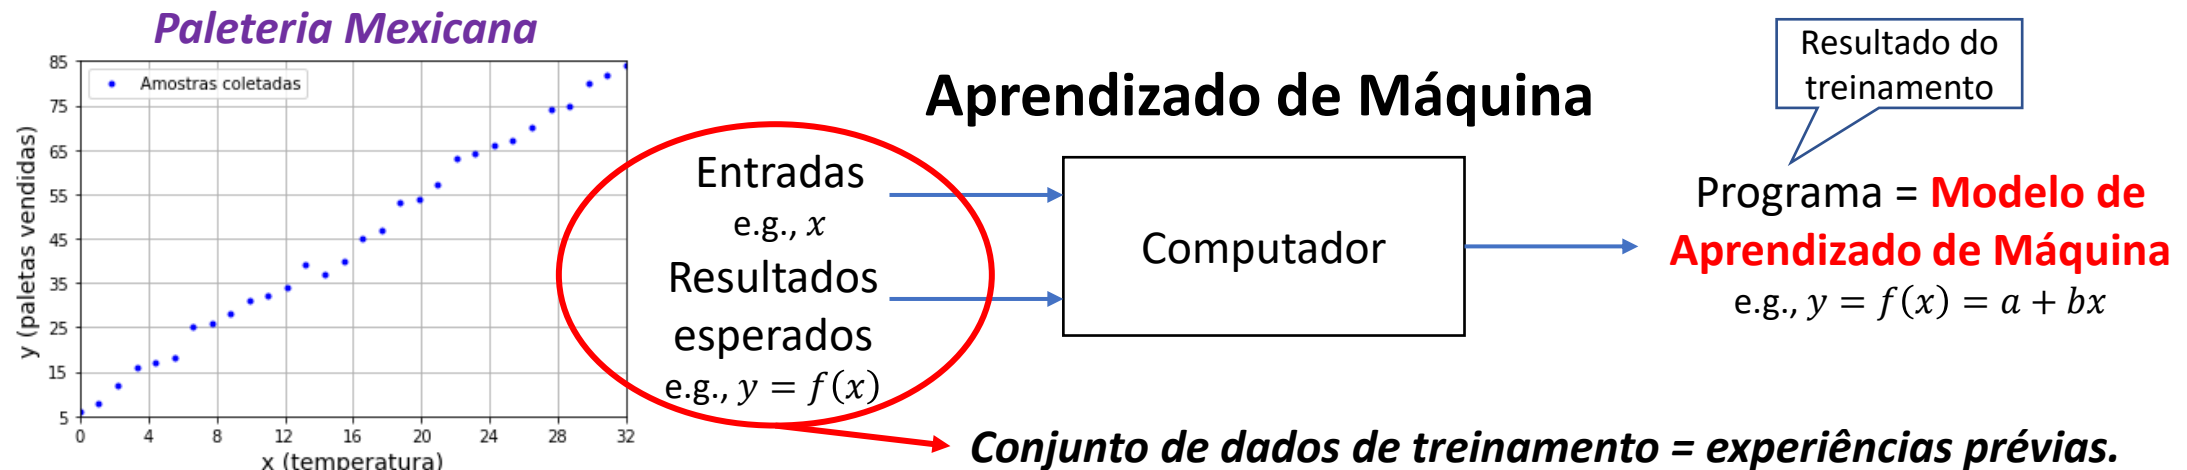 Paleteria Mexicana
85
75
65
55
45
35
25
15
5
0 4 8 12 16 20 24 28 32
Amostras coletadas
y (paletas vendidas)
x (temperatura)
Aprendizado de Máquina
Entradas
e.g., x
Resultados
esperados
e.g., y = f(x)
Computador
Resultado do
treinamento
Programa = Modelo de
Aprendizado de Máquina
e.g., y = f(x) = a + bx
Conjunto de dados de treinamento = experiências prévias.